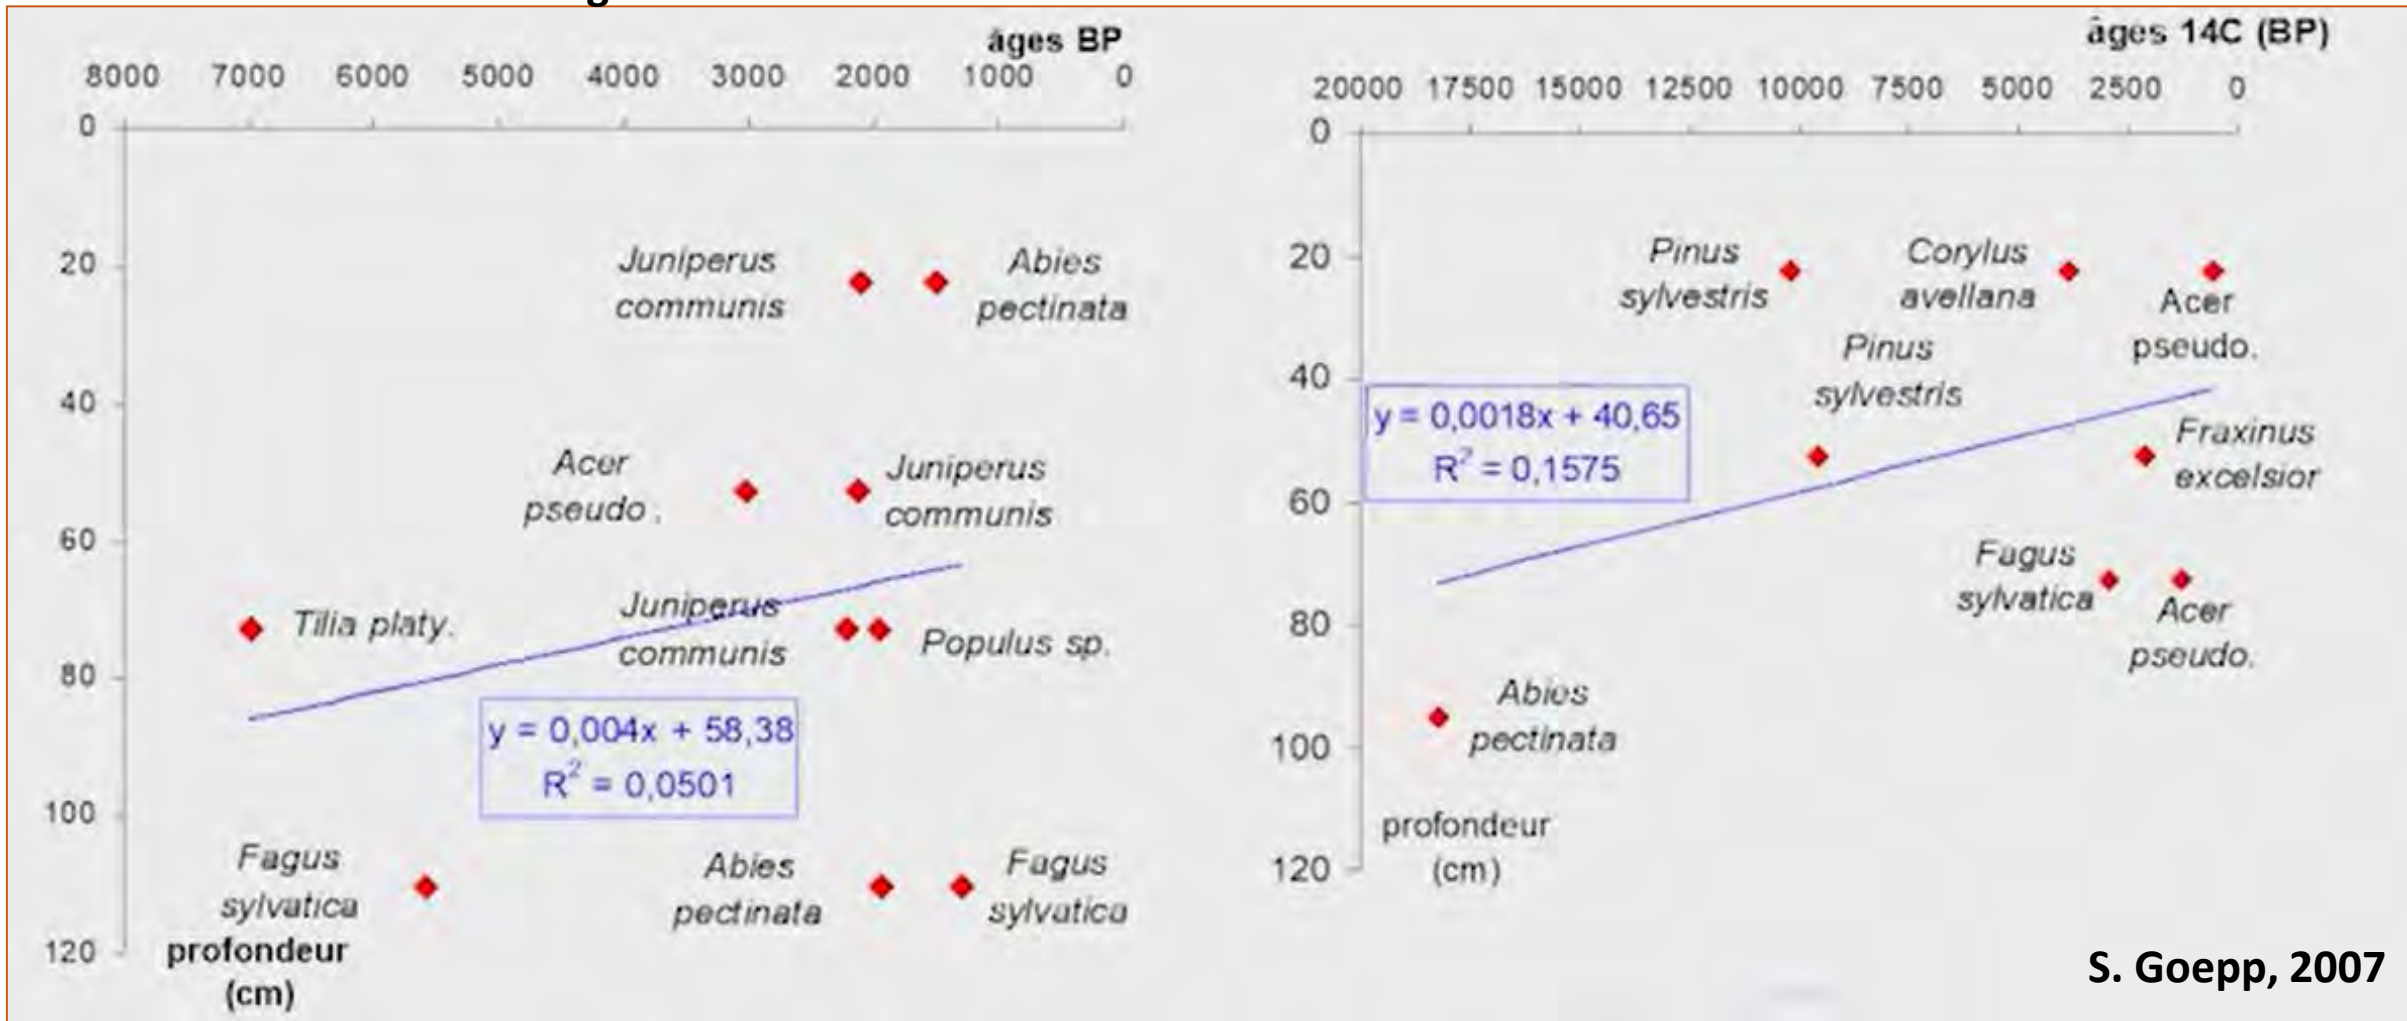 âges BP
8000 7000 6000 5000 4000 3000 2000 1000 0
0
20
40
60
80
100
120
Juniperus
communis
Abies
pectinata
Acer
pseudo.
Juniperus
communis
Tilia platy.
Juniperus
communis
Populus sp.
y = 0,004x + 58,38
R² = 0,0501
Fagus
sylvatica
Abies
pectinata
Fagus
sylvatica
profondeur
(cm)
âges 14C (BP)
20000 17500 15000 12500 10000 7500 5000 2500 0
0
20
40
60
80
100
120
Pinus
sylvestris
Corylus
avellana
Acer
pseudo.
Pinus
sylvestris
y = 0,0018x + 40,65
R² = 0,1575
Fraxinus
excelsior
Fagus
sylvatica
Acer
pseudo.
Abies
pectinata
profondeur
(cm)
S. Goepp, 2007